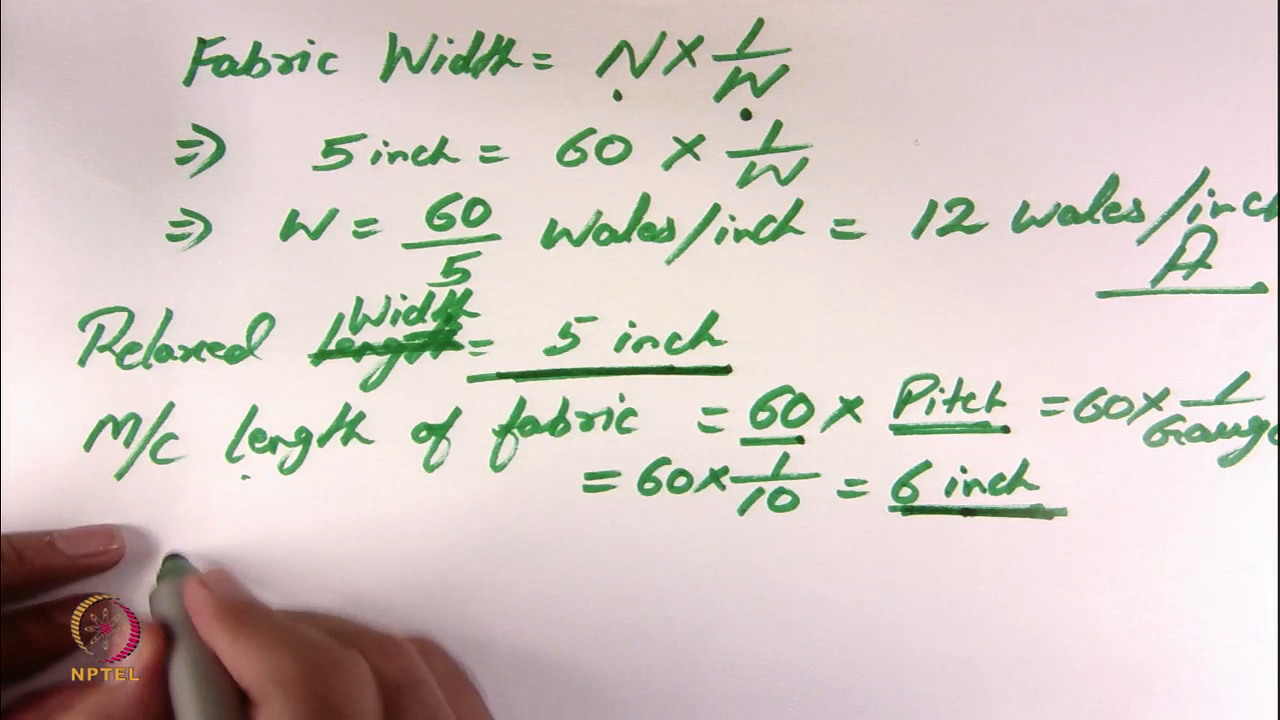 Fabric Width = N × 1/W
⇒ 5 inch = 60 × 1/W
⇒ W = 60/5 wales/inch = 12 wales/inch
A
Width
Relaxed Length = 5 inch
M/c length of fabric = 60 × Pitch = 60 × 1/Gauge
= 60 × 1/10 = 6 inch
NPTEL